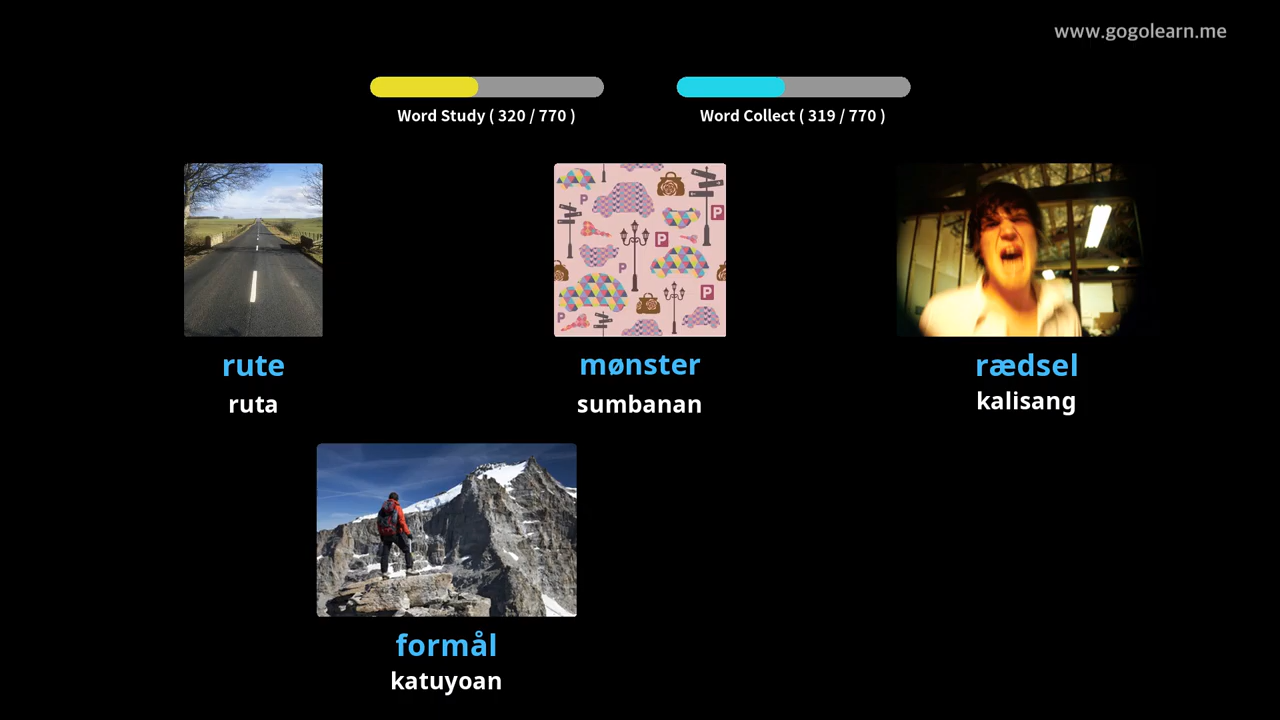 www.gogolearn.me
Word Study ( 320 / 770 )
Word Collect ( 319 / 770 )
P
P
P
P
P
P
rute
mønster
rædsel
ruta
sumbanan
kalisang
formål
katuyoan